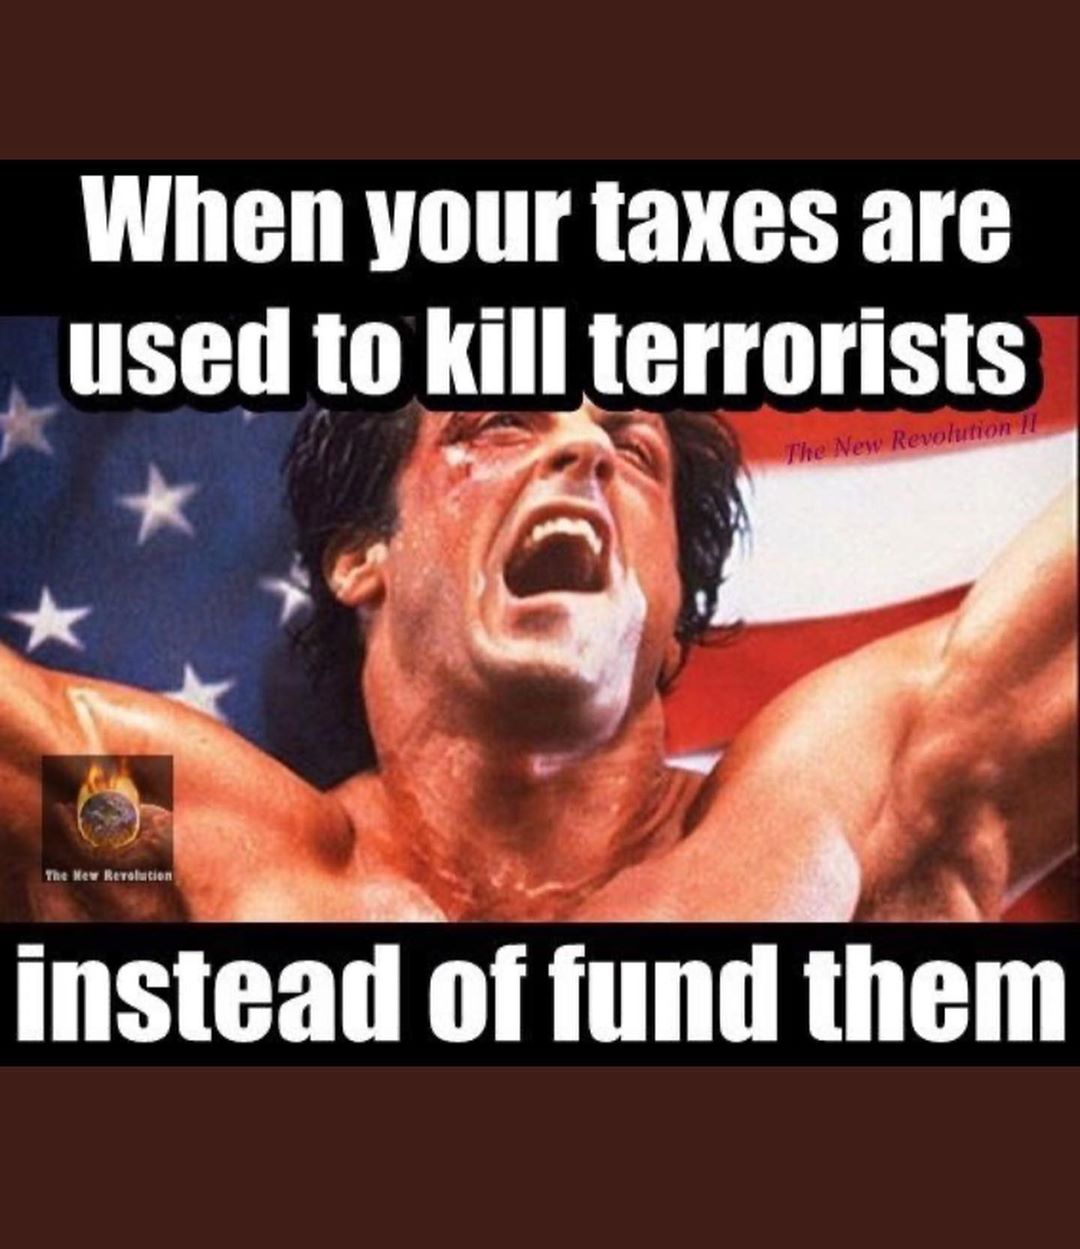 When your taxes are
used to kill terrorists
The New Revolution II
The New Revolution
instead of fund them